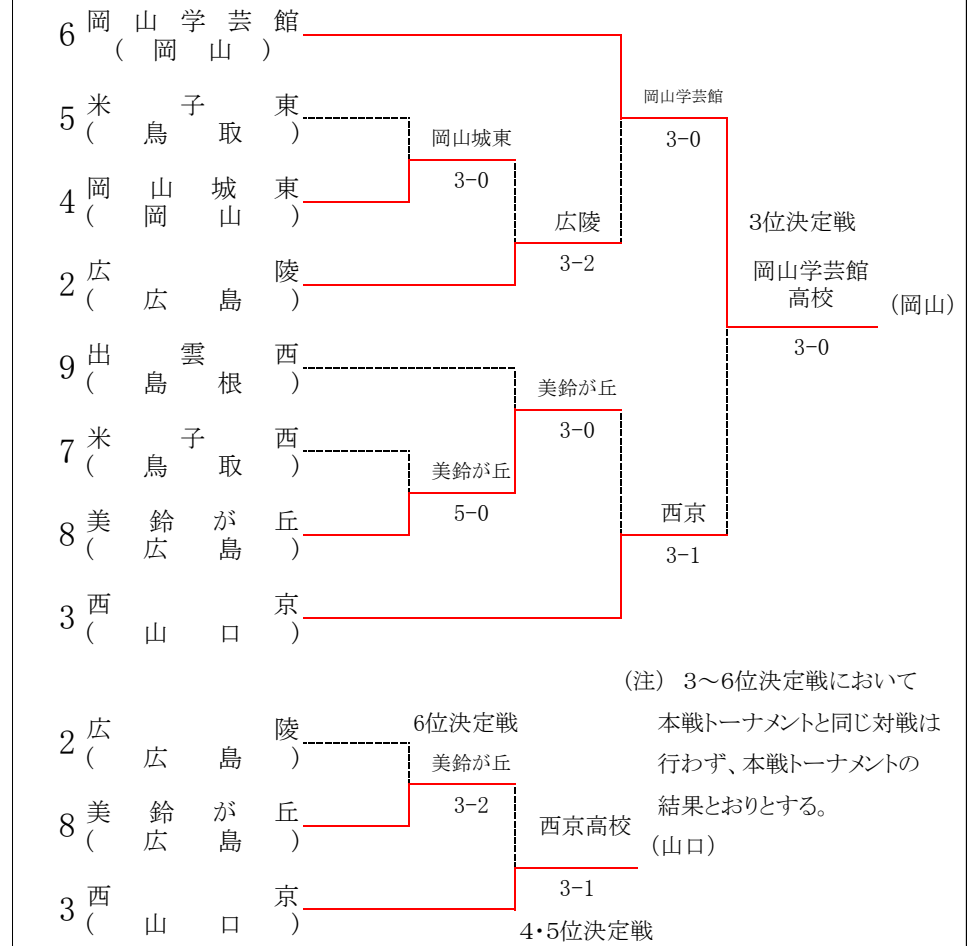 6 岡山学芸館
(岡山)
岡山学芸館
3-0
5 米子東
(鳥取)
岡山城東
3-0
4 岡山城東
(岡山)
広陵
3-2
3位決定戦
2 広陵
(広島)
岡山学芸館
高校
(岡山)
3-0
9 出雲西
(島根)
美鈴が丘
3-0
7 米子西
(鳥取)
美鈴が丘
5-0
8 美鈴が丘
(広島)
西京
3-1
3 西京
(山口)
(注) 3～6位決定戦において
本戦トーナメントと同じ対戦は
行わず、本戦トーナメントの
結果とおりとする。
2 広陵
(広島)
6位決定戦
美鈴が丘
3-2
8 美鈴が丘
(広島)
西京高校
(山口)
3-1
3 西京
(山口)
4・5位決定戦